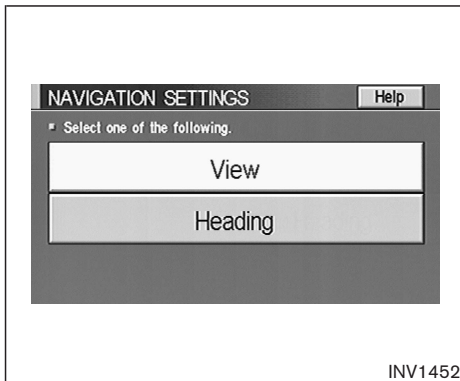 NAVIGATION SETTINGS Help
Select one of the following.
View
Heading
INV1452